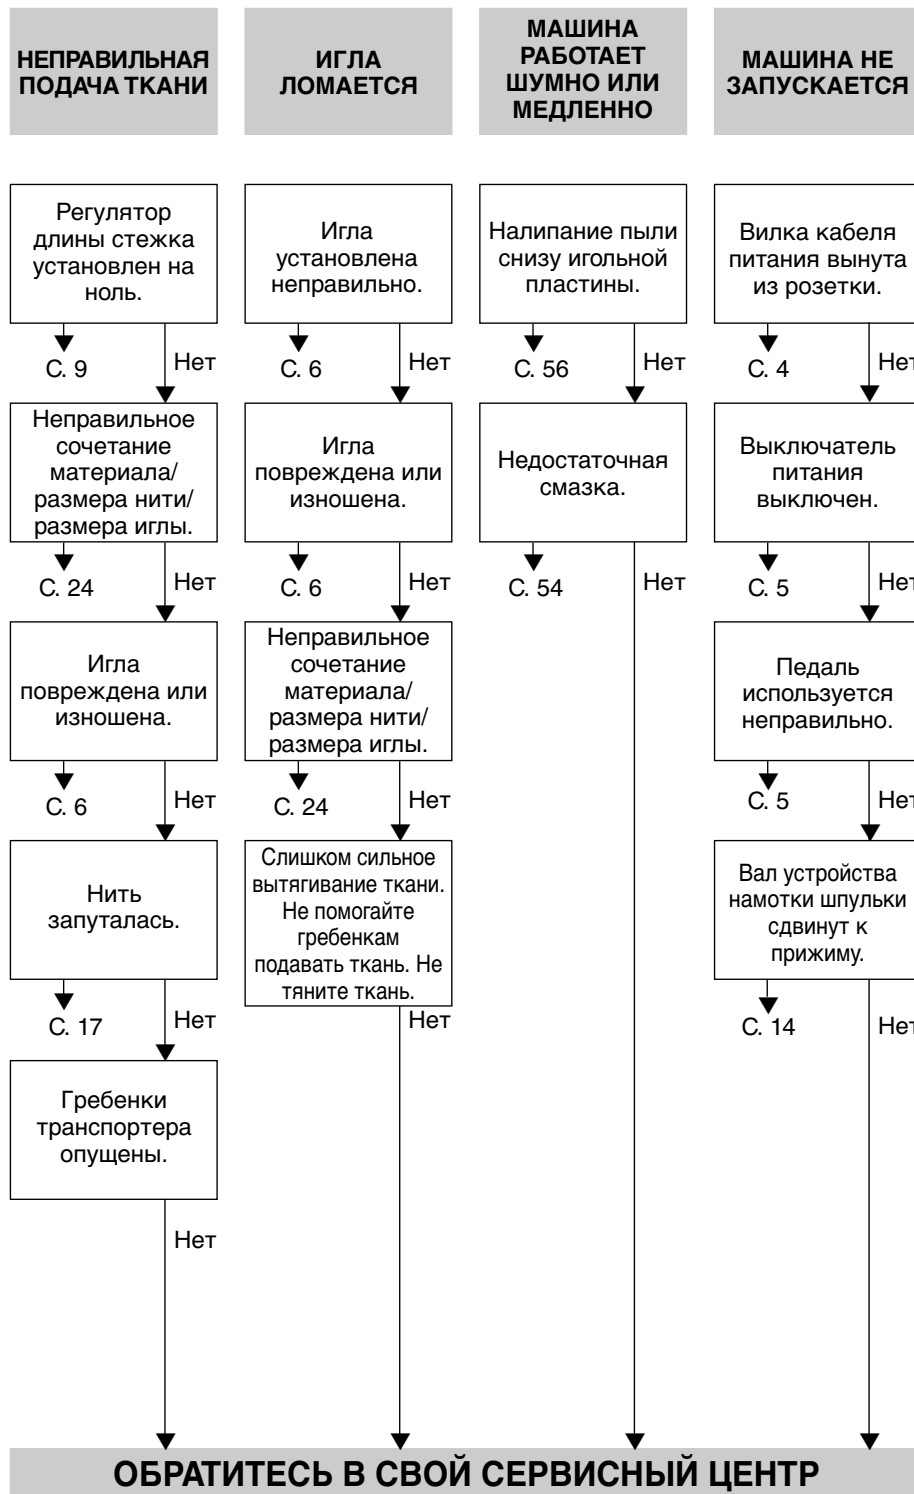 НЕПРАВИЛЬНАЯ
ПОДАЧА ТКАНИ
Регулятор
длины стежка
установлен на
ноль.
С. 9
Нет
Неправильное
сочетание
материала/
размера нити/
размера иглы.
С. 24
Нет
Игла
повреждена или
изношена.
С. 6
Нет
Нить
запуталась.
С. 17
Нет
Гребенки
транспортера
опущены.
Нет
ИГЛА
ЛОМАЕТСЯ
Игла
установлена
неправильно.
С. 6
Нет
Игла
повреждена или
изношена.
С. 6
Нет
Неправильное
сочетание
материала/
размера нити/
размера иглы.
С. 24
Нет
Слишком сильное
вытягивание ткани.
Не помогайте
гребенкам
подавать ткань. Не
тяните ткань.
Нет
МАШИНА
РАБОТАЕТ
ШУМНО ИЛИ
МЕДЛЕННО
Налипание пыли
снизу игольной
пластины.
С. 56
Нет
Недостаточная
смазка.
С. 54
Нет
МАШИНА НЕ
ЗАПУСКАЕТСЯ
Вилка кабеля
питания вынута
из розетки.
С. 4
Нет
Выключатель
питания
выключен.
С. 5
Нет
Педаль
используется
неправильно.
С. 5
Нет
Вал устройства
намотки шпульки
сдвинут к
прижиму.
С. 14
Нет
ОБРАТИТЕСЬ В СВОЙ СЕРВИСНЫЙ ЦЕНТР